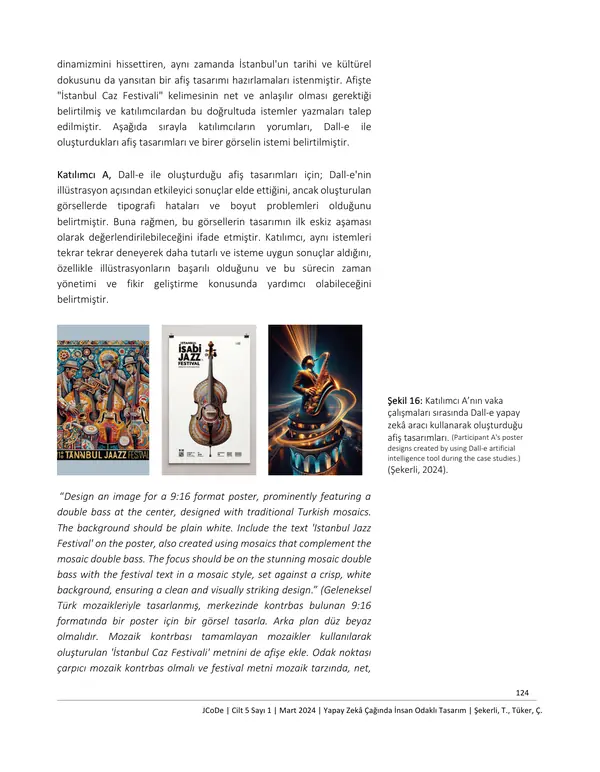 dinamizmini hissettiren, aynı zamanda İstanbul'un tarihi ve kültürel
dokusunu da yansıtan bir afiş tasarımı hazırlamaları istenmiştir. Afişte
"İstanbul Caz Festivali" kelimesinin net ve anlaşılır olması gerektiği
belirtilmiş ve katılımcılardan bu doğrultuda istemler yazmaları talep
edilmiştir. Aşağıda sırayla katılımcıların yorumları, Dall-e ile
oluşturdukları afiş tasarımları ve birer görselin istemi belirtilmiştir.
Katılımcı A, Dall-e ile oluşturduğu afiş tasarımları için; Dall-e'nin
illüstrasyon açısından etkileyici sonuçlar elde ettiğini, ancak oluşturulan
görsellerde tipografi hataları ve boyut problemleri olduğunu
belirtmiştir. Buna rağmen, bu görsellerin tasarımın ilk eskiz aşaması
olarak değerlendirilebileceğini ifade etmiştir. Katılımcı, aynı istemleri
tekrar tekrar deneyerek daha tutarlı ve isteme uygun sonuçlar aldığını,
özellikle illüstrasyonların başarılı olduğunu ve bu sürecin zaman
yönetimi ve fikir geliştirme konusunda yardımcı olabileceğini
belirtmiştir.
TANBUL JAAZZ FESTIVAL
isabi
JAZZ
FESTIVAL
Şekil 16: Katılımcı A'nın vaka
çalışmaları sırasında Dall-e yapay
zekâ aracı kullanarak oluşturduğu
afiş tasarımları. (Participant A's poster
designs created by using Dall-e artificial
intelligence tool during the case studies.)
(Şekerli, 2024).
"Design an image for a 9:16 format poster, prominently featuring a
double bass at the center, designed with traditional Turkish mosaics.
The background should be plain white. Include the text 'Istanbul Jazz
Festival' on the poster, also created using mosaics that complement the
mosaic double bass. The focus should be on the stunning mosaic double
bass with the festival text in a mosaic style, set against a crisp, white
background, ensuring a clean and visually striking design." (Geleneksel
Türk mozaikleriyle tasarlanmış, merkezinde kontrbas bulunan 9:16
formatında bir poster için bir görsel tasarla. Arka plan düz beyaz
olmalıdır. Mozaik kontrbası tamamlayan mozaikler kullanılarak
oluşturulan 'İstanbul Caz Festivali' metnini de afişe ekle. Odak noktası
çarpıcı mozaik kontrbas olmalı ve festival metni mozaik tarzında, net,
124
JCoDe | Cilt 5 Sayı 1 | Mart 2024 | Yapay Zekâ Çağında İnsan Odaklı Tasarım | Şekerli, T., Tüker, Ç.